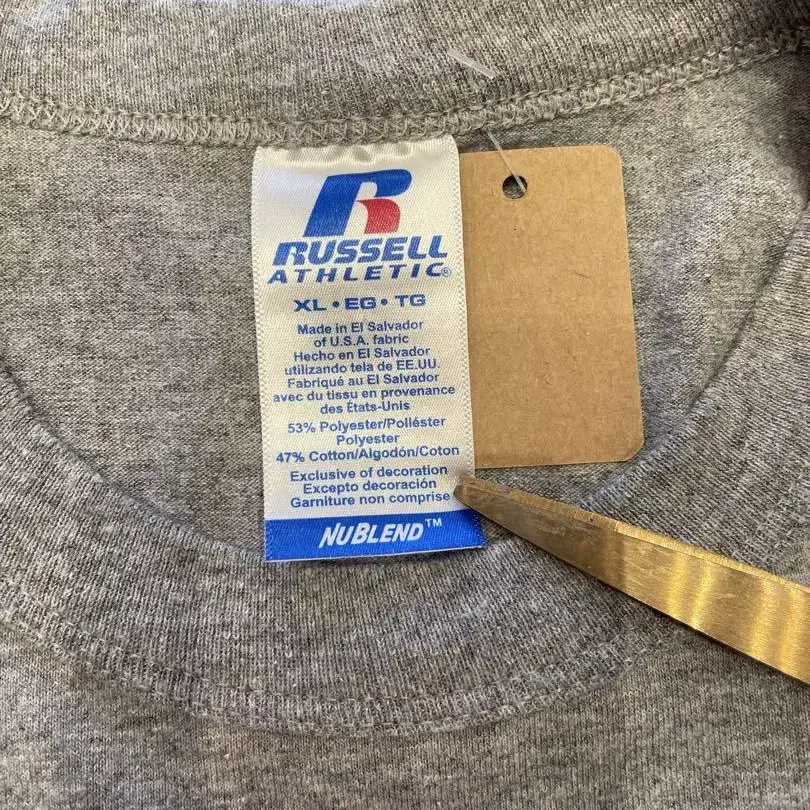 R
RUSSELL
ATHLETIC®
XL • EG • TG
Made in El Salvador
of U.S.A. fabric
Hecho en El Salvador
utilizando tela de EE.UU.
Fabriqué au El Salvador
avec du tissu en provenance
des États-Unis
53% Polyester/Poliéster
Polyester
47% Cotton/Algodón/Coton
Exclusive of decoration
Excepto decoración
Garniture non comprise
NUBLEND™